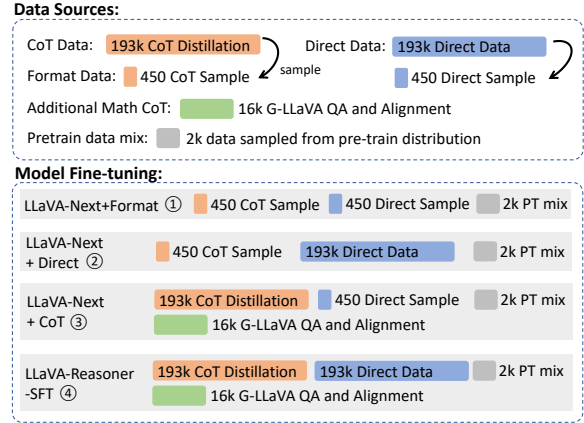 Data Sources:
CoT Data: 193k CoT Distillation Direct Data: 193k Direct Data
Format Data: 450 CoT Sample sample 450 Direct Sample
Additional Math CoT: 16k G-LLaVA QA and Alignment
Pretrain data mix: 2k data sampled from pre-train distribution
Model Fine-tuning:
LLaVA-Next+Format ① 450 CoT Sample 450 Direct Sample 2k PT mix
LLaVA-Next
+ Direct ② 450 CoT Sample 193k Direct Data 2k PT mix
LLaVA-Next 193k CoT Distillation 450 Direct Sample 2k PT mix
+ CoT ③ 16k G-LLaVA QA and Alignment
LLaVA-Reasoner 193k CoT Distillation 193k Direct Data 2k PT mix
-SFT ④ 16k G-LLaVA QA and Alignment